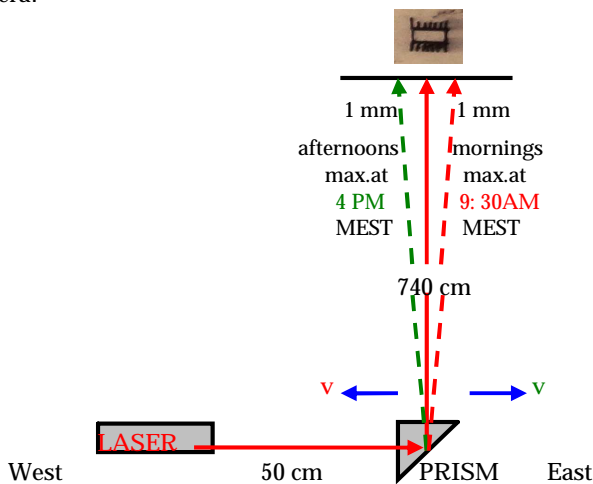 1 mm 1 mm
afternoons mornings
max.at max.at
4 PM 9: 30AM
MEST MEST
740 cm
v v
LASER
West 50 cm PRISM East